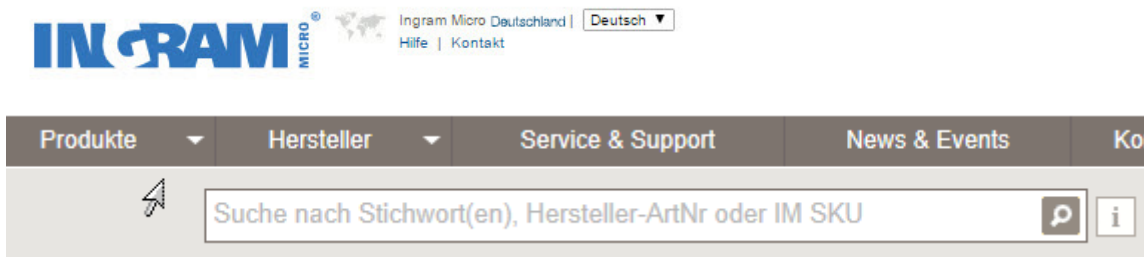 INGRAM MICRO®
Ingram Micro Deutschland | Deutsch ▼
Hilfe | Kontakt
Produkte Hersteller Service & Support News & Events Ko
Suche nach Stichwort(en), Hersteller-ArtNr oder IM SKU i